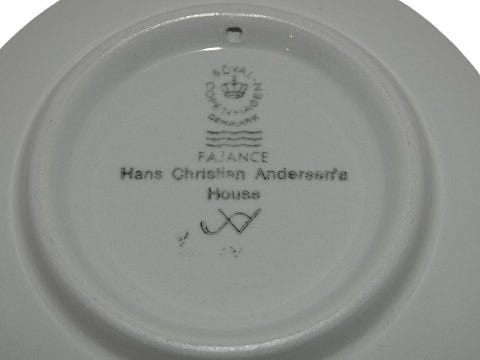 ROYAL
COPENHAGEN
DENMARK
FAJANCE
Hans Christian Andersen's
House